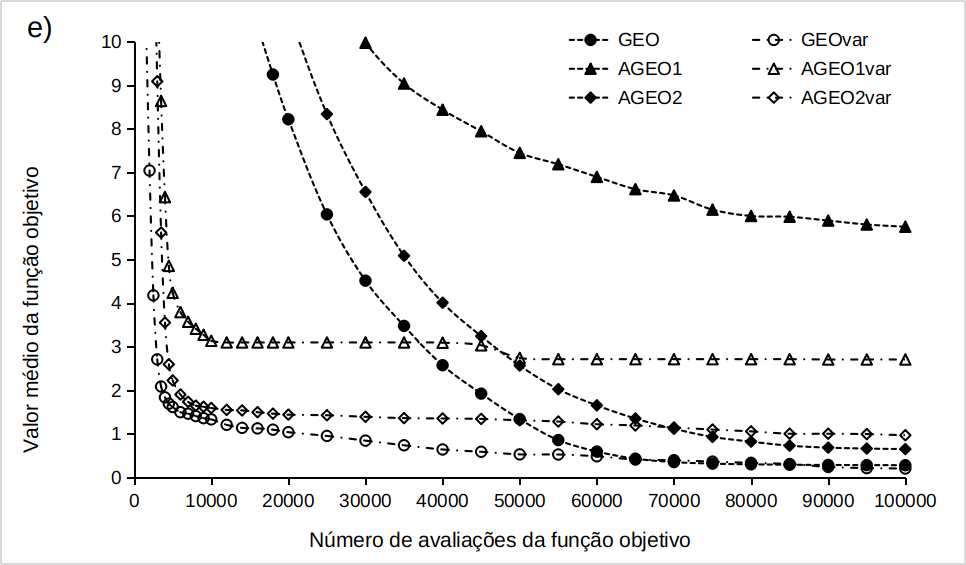 e)
GEO
GEOvar
AGEO1
AGEO1var
AGEO2
AGEO2var
Valor médio da função objetivo
10
9
8
7
6
5
4
3
2
1
0
0 10000 20000 30000 40000 50000 60000 70000 80000 90000 100000
Número de avaliações da função objetivo